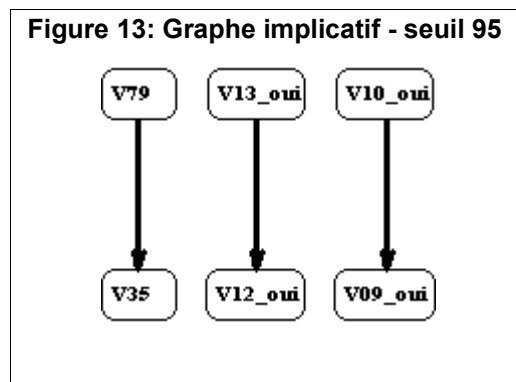 Figure 13: Graphe implicatif - seuil 95
V79 V13_oui V10_oui
V35 V12_oui V09_oui